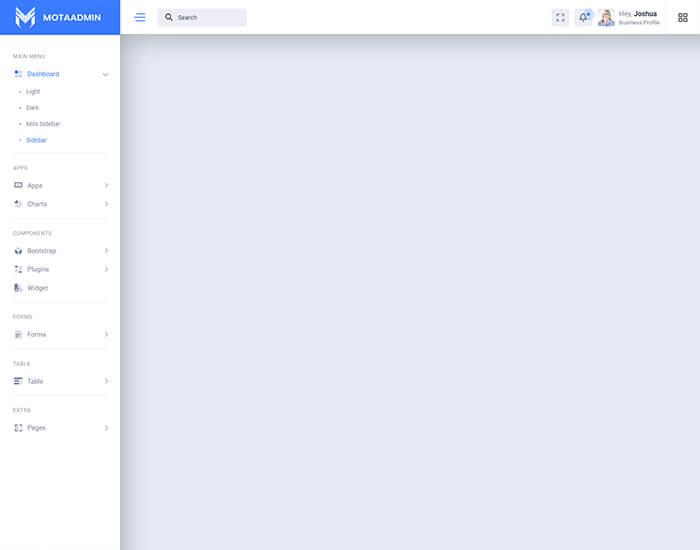 MOTAADMIN
Search
Hey, Joshua
Business Profile
MAIN MENU
Dashboard
Light
Dark
Mini Sidebar
Sidebar
APPS
Apps
Charts
COMPONENTS
Bootstrap
Plugins
Widget
FORMS
Forms
TABLE
Table
EXTRA
Pages